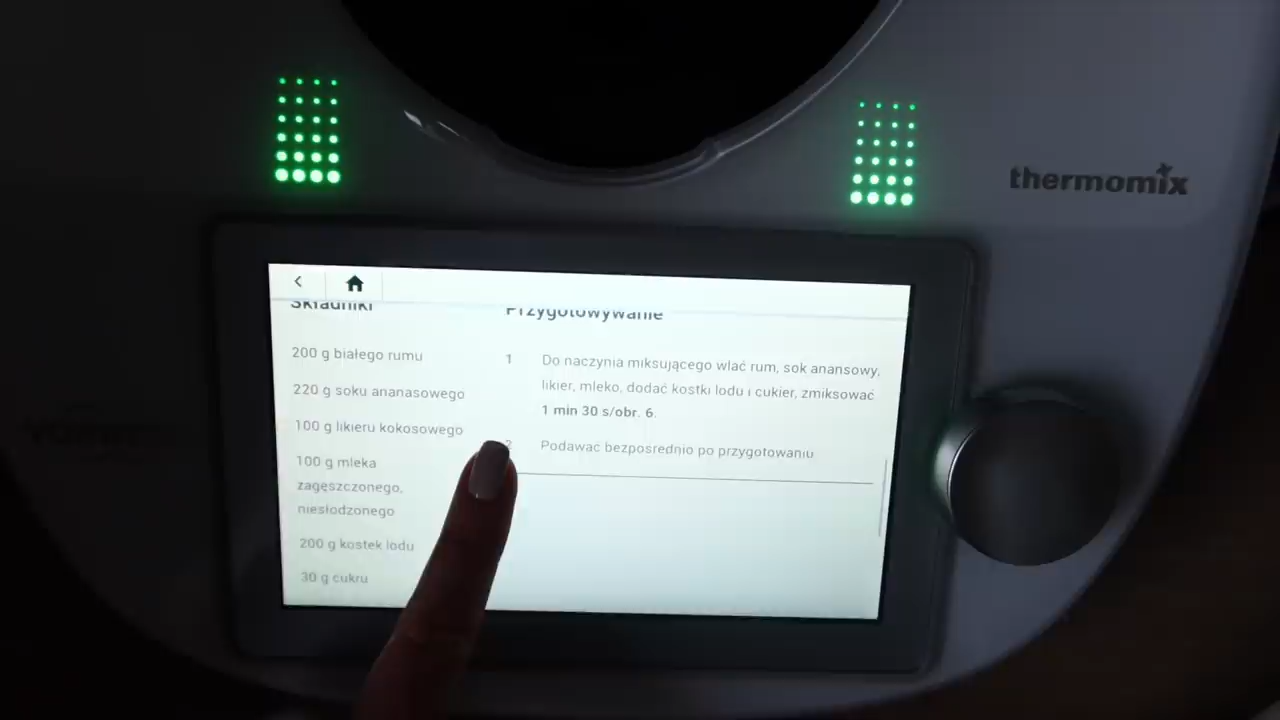 thermomix
Składniki
Przygotowywanie
200 g białego rumu
220 g soku ananasowego
100 g likieru kokosowego
100 g mleka
zagęszczonego,
niesłodzonego
200 g kostek lodu
30 g cukru
1 Do naczynia miksującego wlać rum, sok anansowy,
likier, mleko, dodać kostki lodu i cukier, zmiksować
1 min 30 s/obr. 6.
2 Podawać bezpośrednio po przygotowaniu